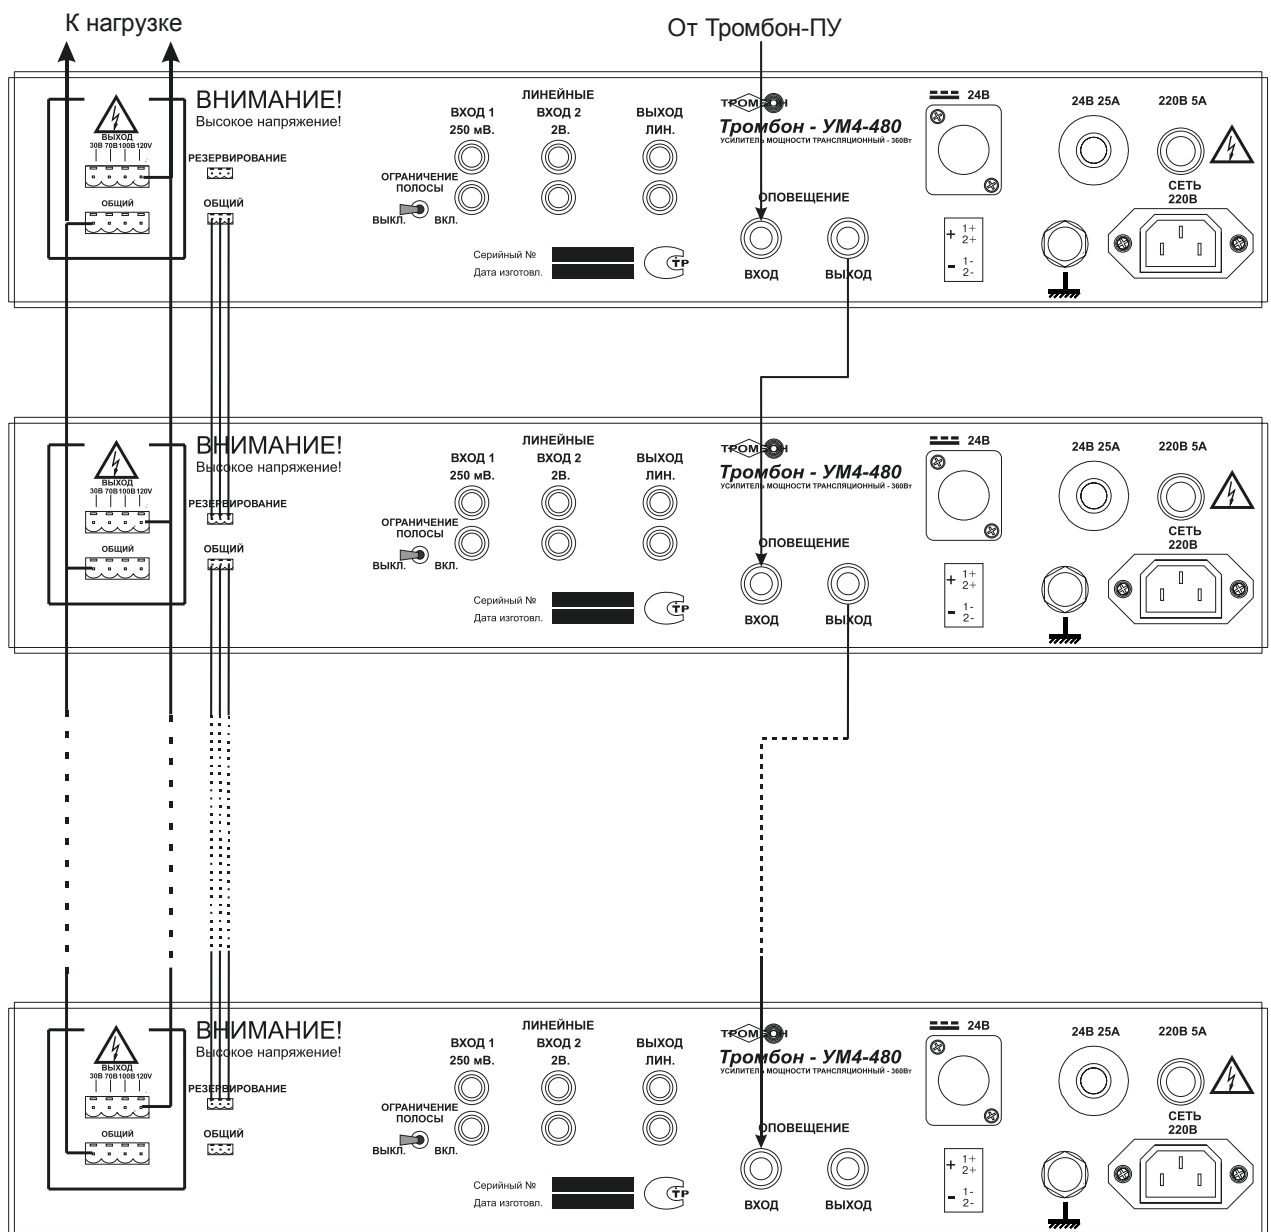 К нагрузке
От Тромбон-ПУ
ВНИМАНИЕ!
Высокое напряжение!
ВЫХОД
30В 70В 100В 120V
РЕЗЕРВИРОВАНИЕ
ОБЩИЙ
ОБЩИЙ
ОГРАНИЧЕНИЕ
ПОЛОСЫ
ВЫКЛ. ВКЛ.
ЛИНЕЙНЫЕ
ВХОД 1 ВХОД 2 ВЫХОД
250 мВ. 2В. ЛИН.
Серийный №
Дата изготовл.
ТР
ТРОМБОН
Тромбон - УМ4-480
УСИЛИТЕЛЬ МОЩНОСТИ ТРАНСЛЯЦИОННЫЙ - 360Вт
ОПОВЕЩЕНИЕ
ВХОД ВЫХОД
24В
+ 1+
2+
- 1-
2-
24В 25А
220В 5А
СЕТЬ
220В
ВНИМАНИЕ!
Высокое напряжение!
ВЫХОД
30В 70В 100В 120V
РЕЗЕРВИРОВАНИЕ
ОБЩИЙ
ОБЩИЙ
ОГРАНИЧЕНИЕ
ПОЛОСЫ
ВЫКЛ. ВКЛ.
ЛИНЕЙНЫЕ
ВХОД 1 ВХОД 2 ВЫХОД
250 мВ. 2В. ЛИН.
Серийный №
Дата изготовл.
ТР
ТРОМБОН
Тромбон - УМ4-480
УСИЛИТЕЛЬ МОЩНОСТИ ТРАНСЛЯЦИОННЫЙ - 360Вт
ОПОВЕЩЕНИЕ
ВХОД ВЫХОД
24В
+ 1+
2+
- 1-
2-
24В 25А
220В 5А
СЕТЬ
220В
ВНИМАНИЕ!
Высокое напряжение!
ВЫХОД
30В 70В 100В 120V
РЕЗЕРВИРОВАНИЕ
ОБЩИЙ
ОБЩИЙ
ОГРАНИЧЕНИЕ
ПОЛОСЫ
ВЫКЛ. ВКЛ.
ЛИНЕЙНЫЕ
ВХОД 1 ВХОД 2 ВЫХОД
250 мВ. 2В. ЛИН.
Серийный №
Дата изготовл.
ТР
ТРОМБОН
Тромбон - УМ4-480
УСИЛИТЕЛЬ МОЩНОСТИ ТРАНСЛЯЦИОННЫЙ - 360Вт
ОПОВЕЩЕНИЕ
ВХОД ВЫХОД
24В
+ 1+
2+
- 1-
2-
24В 25А
220В 5А
СЕТЬ
220В